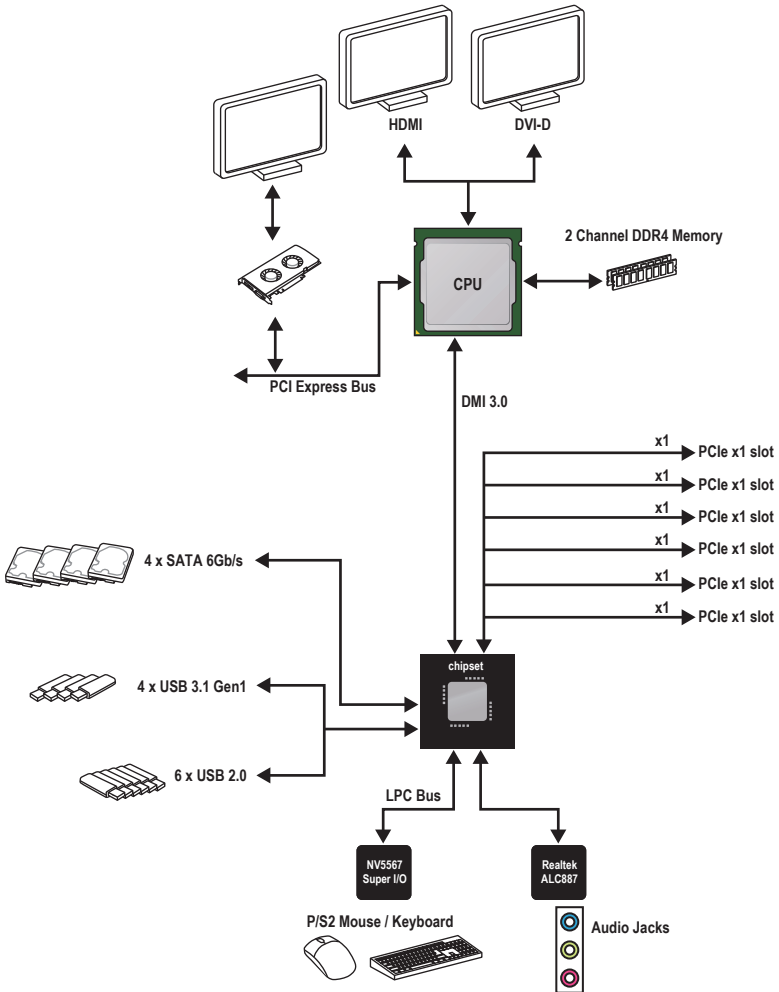 HDMI
DVI-D
2 Channel DDR4 Memory
CPU
PCI Express Bus
DMI 3.0
x1
PCIe x1 slot
x1
PCIe x1 slot
x1
PCIe x1 slot
x1
PCIe x1 slot
x1
PCIe x1 slot
x1
PCIe x1 slot
4 x SATA 6Gb/s
chipset
4 x USB 3.1 Gen1
6 x USB 2.0
LPC Bus
NV5567
Super I/O
Realtek
ALC887
P/S2 Mouse / Keyboard
Audio Jacks